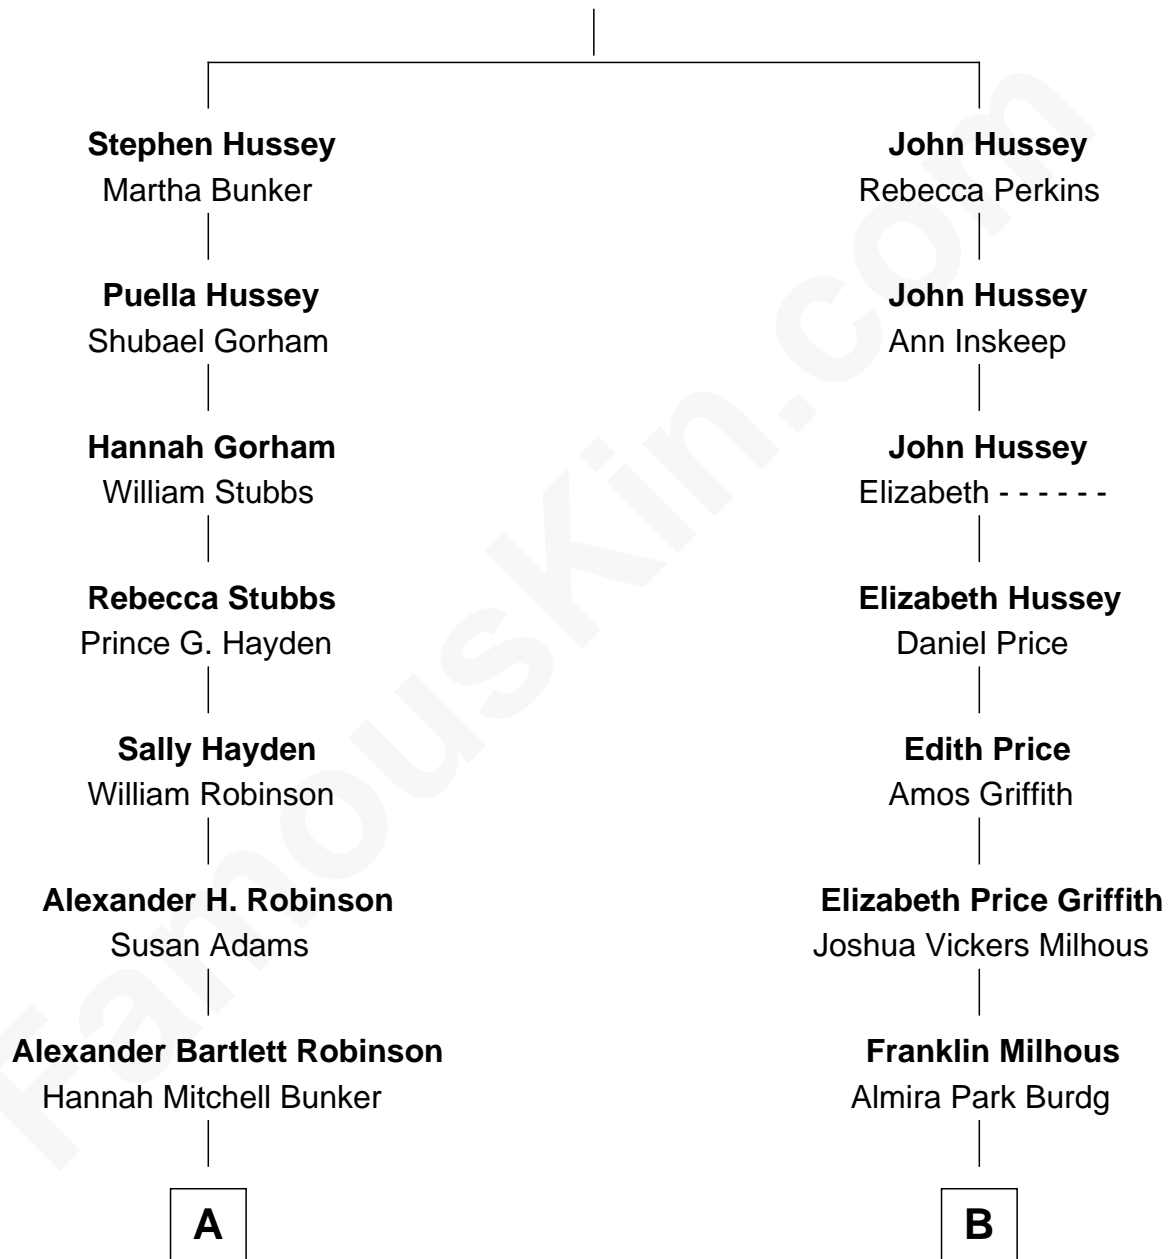 Stephen Hussey
Martha Bunker
John Hussey
Rebecca Perkins
Puella Hussey
Shubael Gorham
John Hussey
Ann Inskeep
Hannah Gorham
William Stubbs
John Hussey
Elizabeth - - - - - -
Rebecca Stubbs
Prince G. Hayden
Elizabeth Hussey
Daniel Price
Sally Hayden
William Robinson
Edith Price
Amos Griffith
Alexander H. Robinson
Susan Adams
Elizabeth Price Griffith
Joshua Vickers Milhous
Alexander Bartlett Robinson
Hannah Mitchell Bunker
Franklin Milhous
Almira Park Burdg
A
B
FamousKin.com